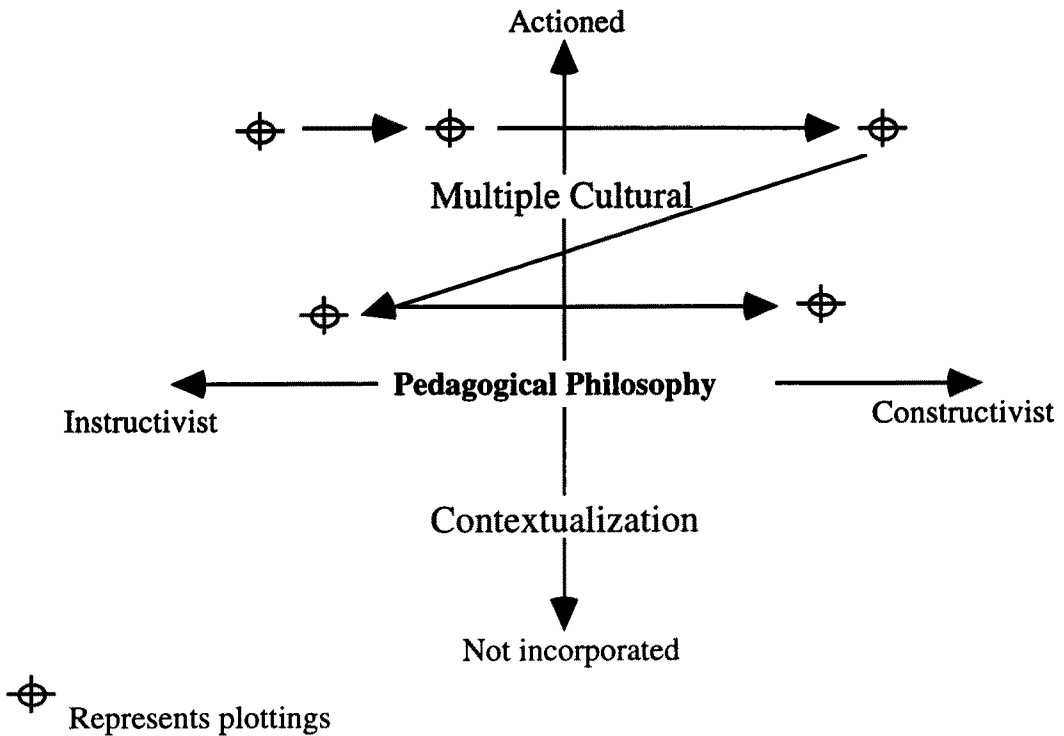 Actioned
Multiple Cultural
Pedagogical Philosophy
Instructivist
Constructivist
Contextualization
Not incorporated
Represents plottings